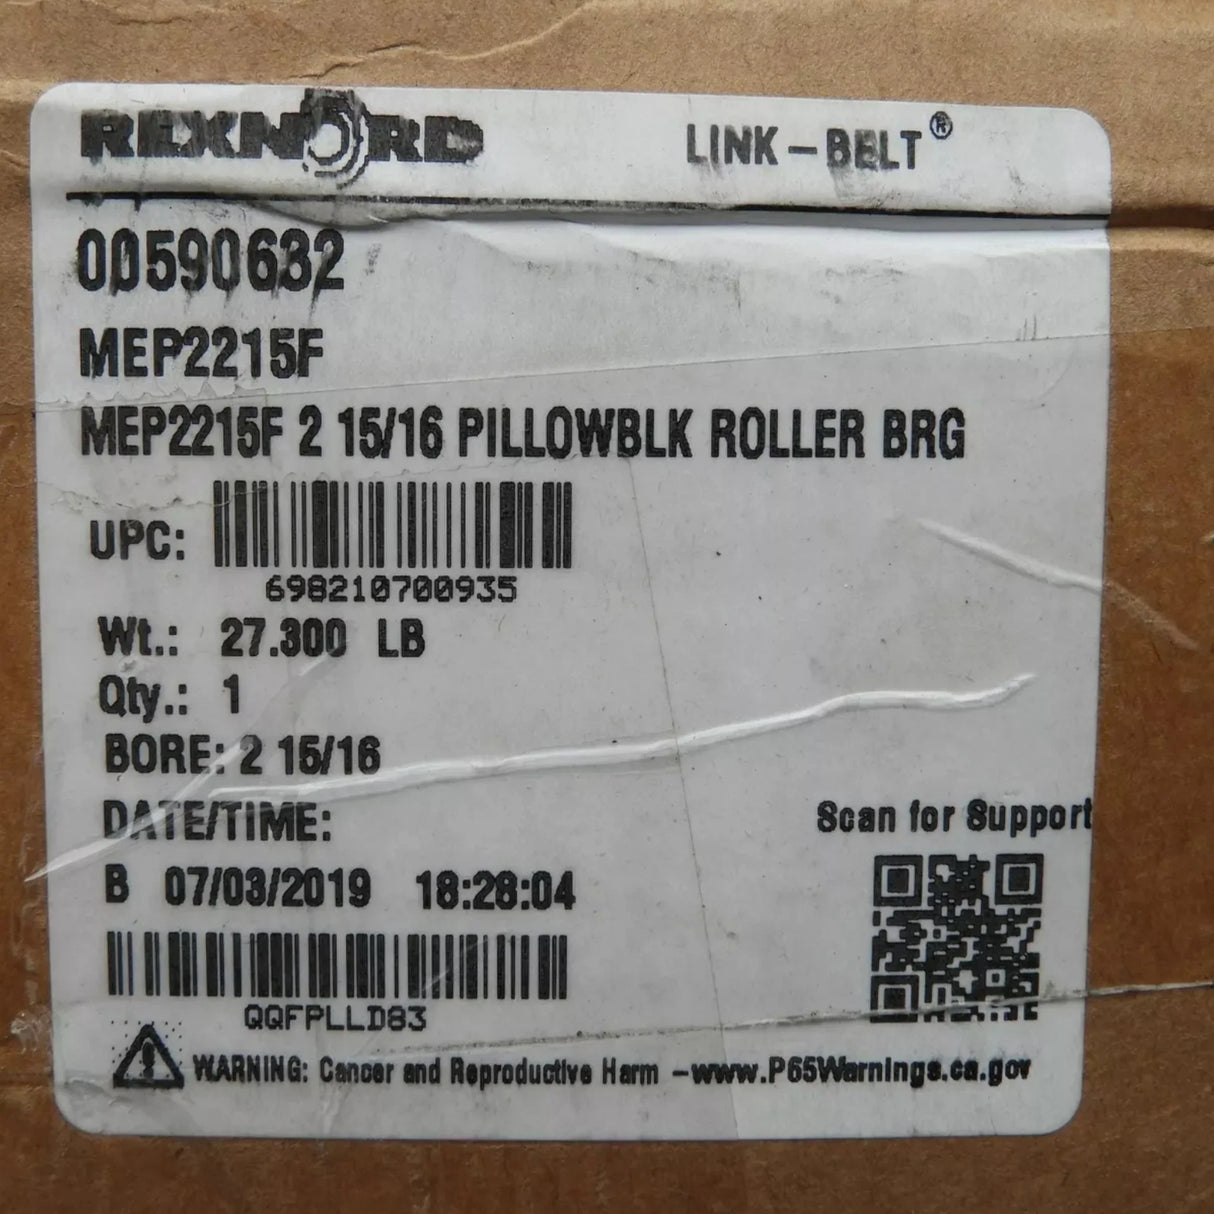 REXNORD LINK-BELT®
00590632
MEP2215F
MEP2215F 2 15/16 PILLOWBLK ROLLER BRG
UPC:
698210700935
Wt.: 27.300 LB
Qty.: 1
BORE: 2 15/16
DATE/TIME:
B 07/03/2019 18:28:04
Scan for Support
QQFPLLD83
WARNING: Cancer and Reproductive Harm -www.P65Warnings.ca.gov